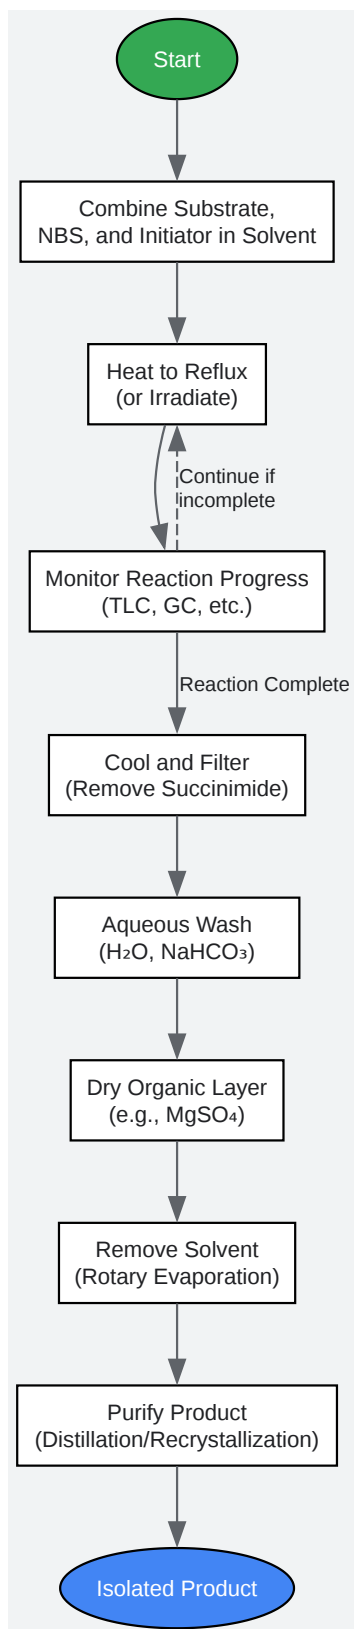 Start
Combine Substrate,
NBS, and Initiator in Solvent
Heat to Reflux
(or Irradiate)
Continue if
incomplete
Monitor Reaction Progress
(TLC, GC, etc.)
Reaction Complete
Cool and Filter
(Remove Succinimide)
Aqueous Wash
(H₂O, NaHCO₃)
Dry Organic Layer
(e.g., MgSO₄)
Remove Solvent
(Rotary Evaporation)
Purify Product
(Distillation/Recrystallization)
Isolated Product